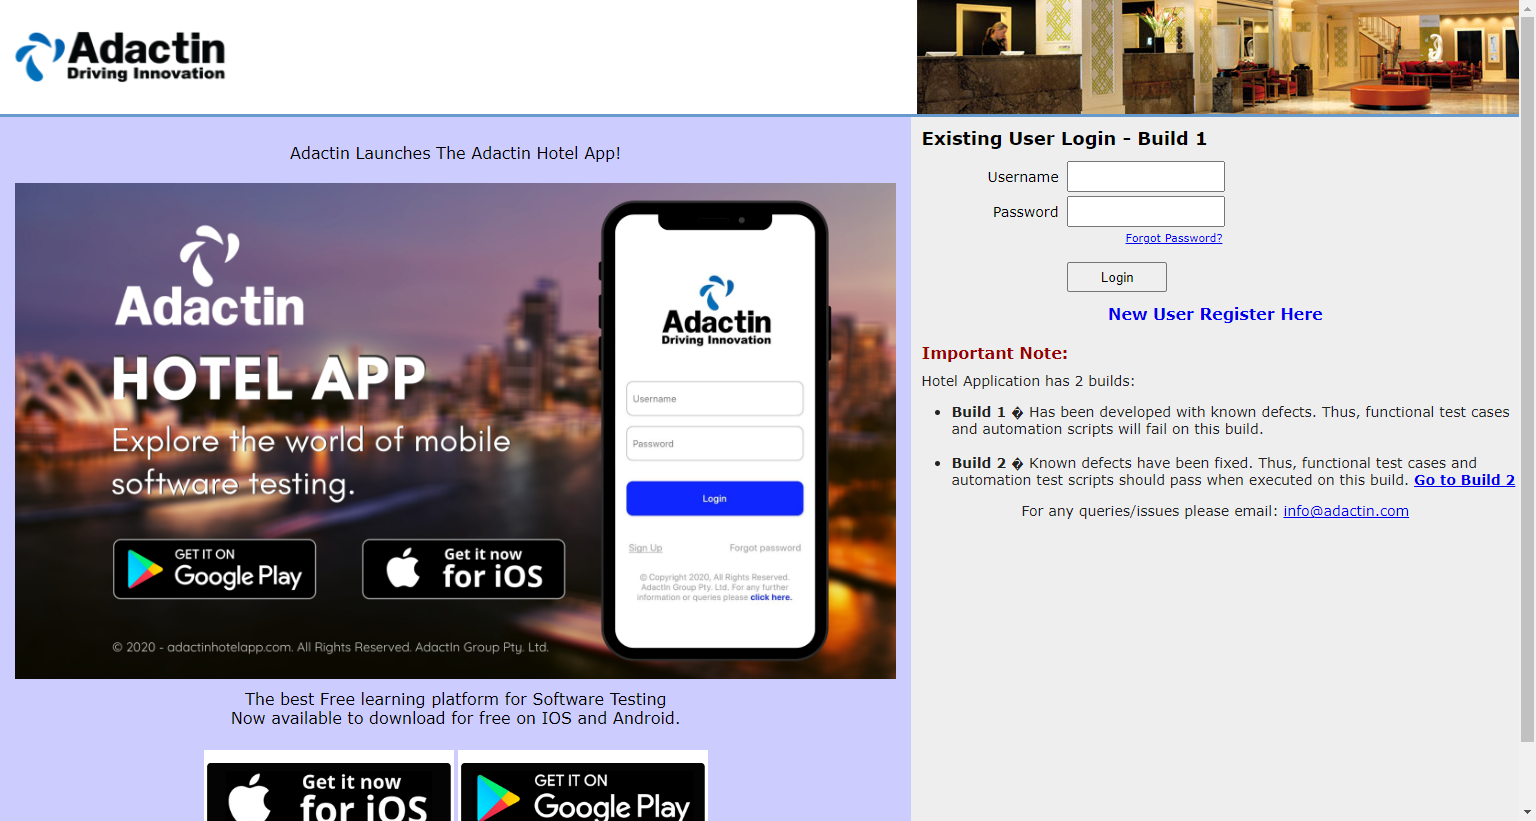 Adactin
Driving Innovation
Adactin Launches The Adactin Hotel App!
Adactin
HOTEL APP
Explore the world of mobile
software testing.
GET IT ON
Google Play
Get it now
for iOS
© 2020 - adactinhotelapp.com. All Rights Reserved. AdactIn Group Pty. Ltd.
Adactin
Driving Innovation
Username
Password
Login
Sign Up
Forgot password
© Copyright 2020, All Rights Reserved.
AdactIn Group Pty. Ltd. For any further
information or queries please click here.
The best Free learning platform for Software Testing
Now available to download for free on IOS and Android.
Get it now
for iOS
GET IT ON
Google Play
Existing User Login - Build 1
Username
Password
Forgot Password?
Login
New User Register Here
Important Note:
Hotel Application has 2 builds:
• Build 1 � Has been developed with known defects. Thus, functional test cases
and automation scripts will fail on this build.
• Build 2 � Known defects have been fixed. Thus, functional test cases and
automation test scripts should pass when executed on this build. Go to Build 2
For any queries/issues please email: info@adactin.com